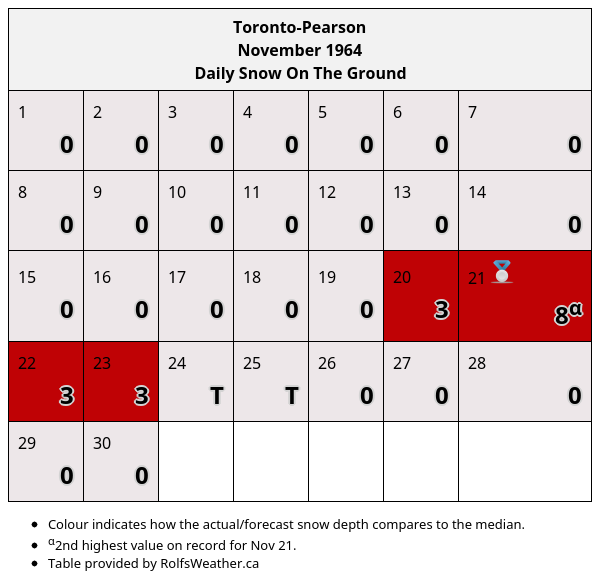 Toronto-Pearson
November 1964
Daily Snow On The Ground
1 2 3 4 5 6 7
0 0 0 0 0 0 0
8 9 10 11 12 13 14
0 0 0 0 0 0 0
15 16 17 18 19 20 21
0 0 0 0 0 3 8α
22 23 24 25 26 27 28
3 3 T T 0 0 0
29 30
0 0
• Colour indicates how the actual/forecast snow depth compares to the median.
• α2nd highest value on record for Nov 21.
• Table provided by RolfsWeather.ca